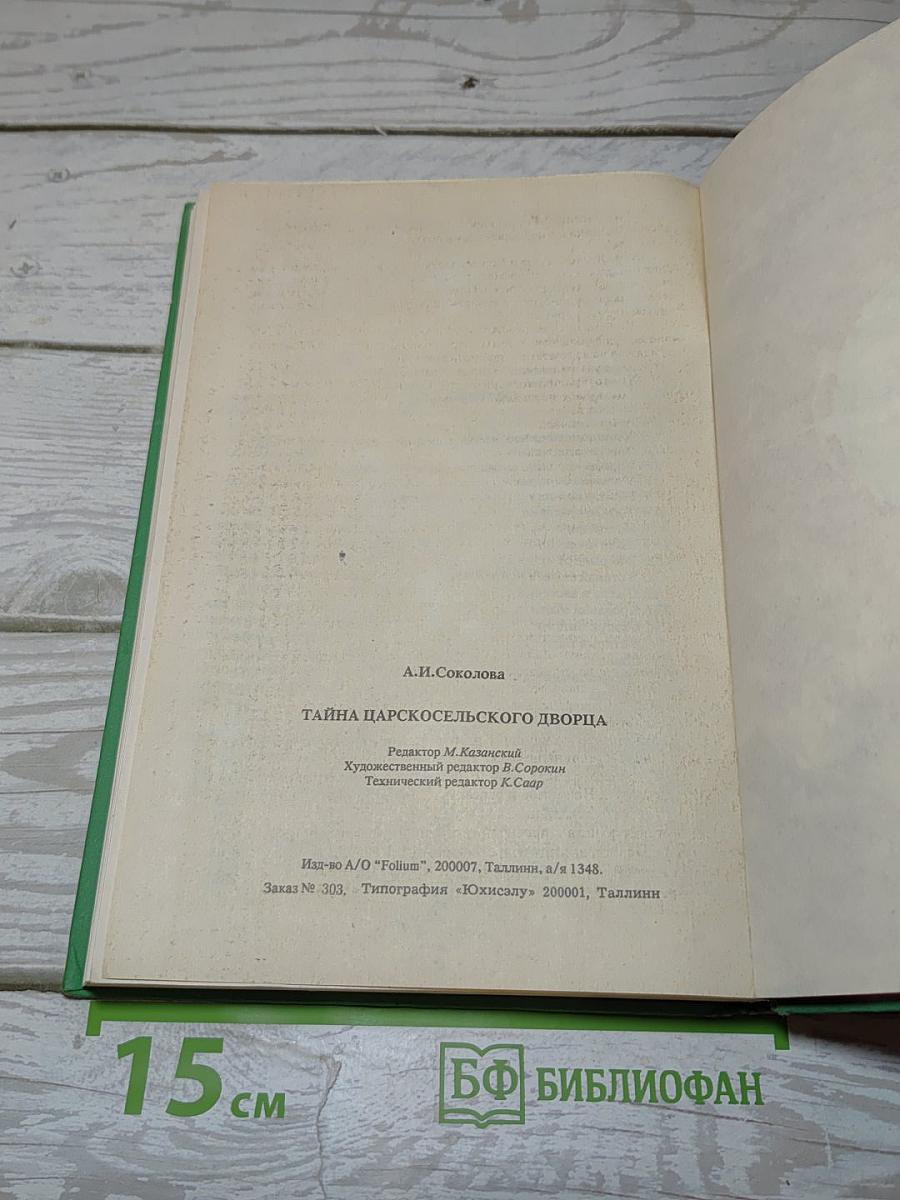 А.И.Соколова
ТАЙНА ЦАРСКОСЕЛЬСКОГО ДВОРЦА
Редактор М.Казанский
Художественный редактор В.Сорокин
Технический редактор К.Саар
Изд-во А/О “Folium”, 200007, Таллинн, а/я 1348.
Заказ № 303. Типография «Юхисэлу» 200001, Таллинн
15 см
БФ БИБЛИОФАН